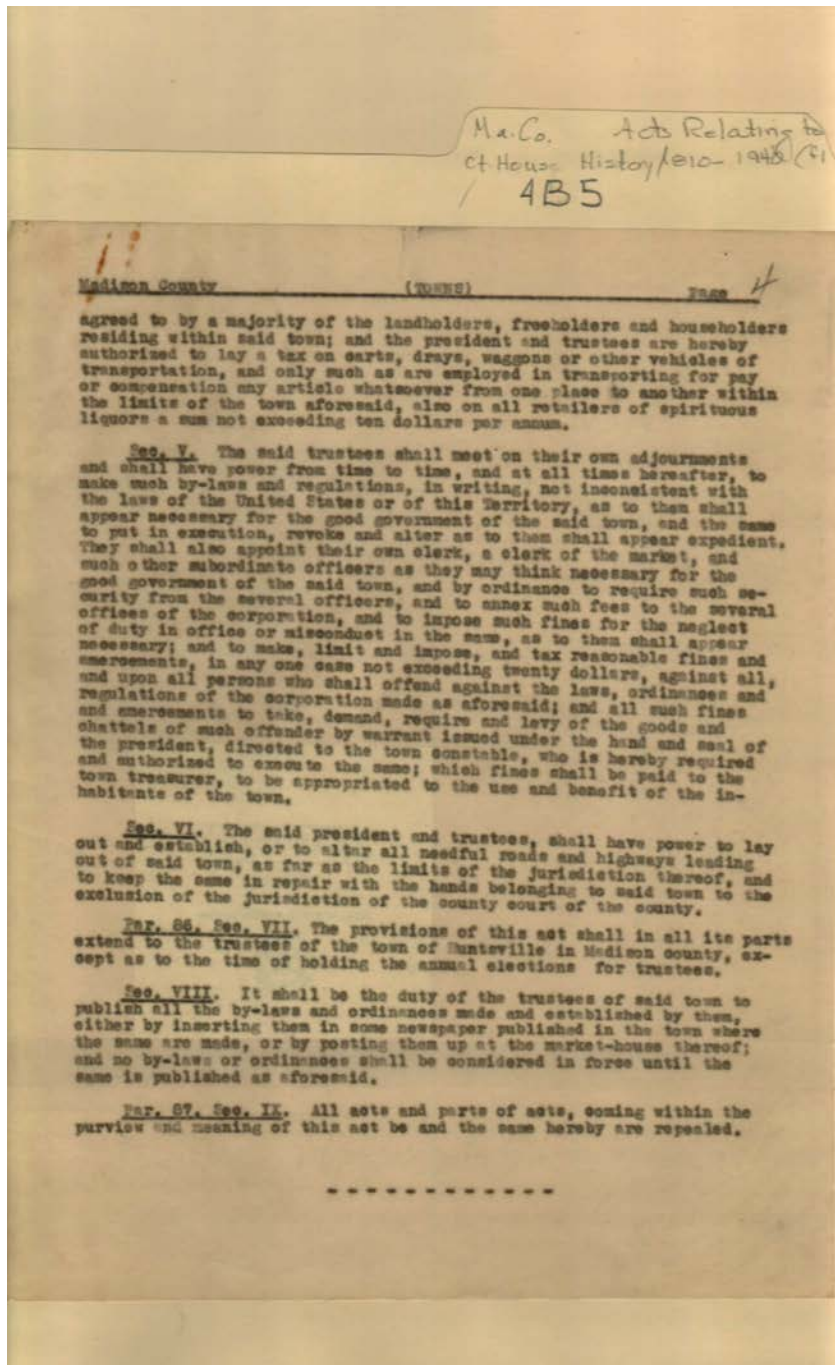 Ma. Co. Acts Relating to
Ct House History 1810- 1948
4B5
Madison County (TOWNS) Page 4
agreed to by a majority of the landholders, freeholders and householders
residing within said town; and the president and trustees are hereby
authorized to lay a tax on carts, drays, waggons or other vehicles of
transportation, and only such as are employed in transporting for pay
or compensation any article whatsoever from one place to another within
the limits of the town aforesaid, also on all retailers of spirituous
liquors a sum not exceeding ten dollars per annum.
Sec. V. The said trustees shall meet on their own adjournments
and shall have power from time to time, and at all times hereafter, to
make such by-laws and regulations, in writing, not inconsistent with
the laws of the United States or of this Territory, as to them shall
appear necessary for the good government of the said town, and the same
to put in execution, revoke and alter as to them shall appear expedient.
They shall also appoint their own clerk, a clerk of the market, and
such other subordinate officers as they may think necessary for the
good government of the said town, and by ordinance to require such se-
curity from the several officers, and to annex such fees to the several
offices of the corporation, and to impose such fines for the neglect
of duty in office or misconduct in the same, as to them shall appear
necessary; and to make, limit and impose, and tax reasonable fines and
amercements, in any one case not exceeding twenty dollars, against all,
and upon all persons who shall offend against the laws, ordinances and
regulations of the corporation made as aforesaid; and all such fines
and amercements to take, demand, require and levy of the goods and
chattels of such offender by warrant issued under the hand and seal of
the president, directed to the town constable, who is hereby required
and authorized to execute the same; which fines shall be paid to the
town treasurer, to be appropriated to the use and benefit of the in-
habitants of the town.
Sec. VI. The said president and trustees, shall have power to lay
out and establish, or to alter all needful roads and highways leading
out of said town, as far as the limits of the jurisdiction thereof, and
to keep the same in repair with the hands belonging to said town to the
exclusion of the jurisdiction of the county court of the county.
Par. 86. Sec. VII. The provisions of this act shall in all its parts
extend to the trustees of the town of Huntsville in Madison county, ex-
cept as to the time of holding the annual elections for trustees.
Sec. VIII. It shall be the duty of the trustees of said town to
publish all the by-laws and ordinances made and established by them,
either by inserting them in some newspaper published in the town where
the same are made, or by posting them up at the market-house thereof;
and no by-laws or ordinances shall be considered in force until the
same is published as aforesaid.
Par. 87. Sec. IX. All acts and parts of acts, coming within the
purview and meaning of this act be and the same hereby are repealed.